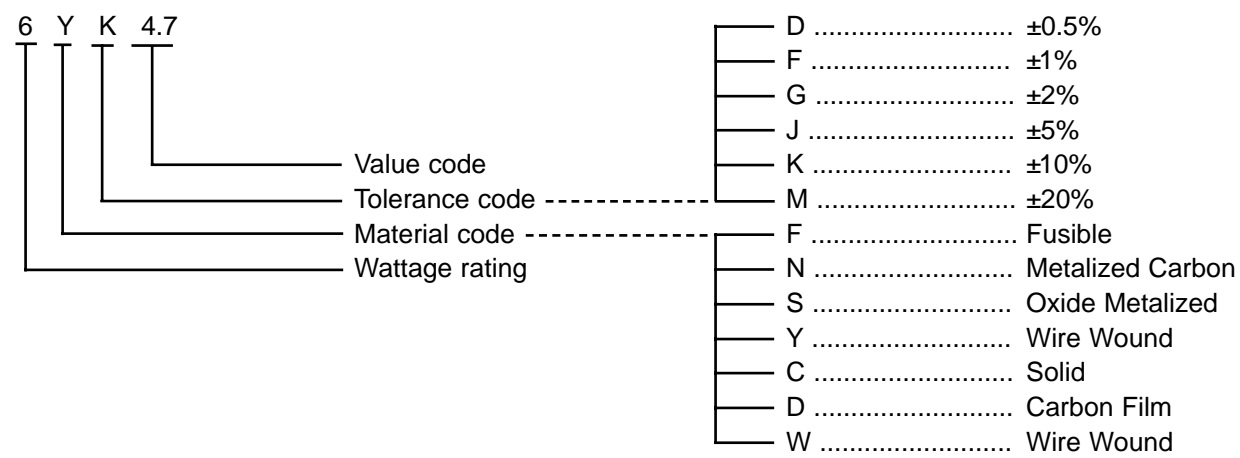 6 Y K 4.7
Value code
Tolerance code
Material code
Wattage rating
D ............................ ±0.5%
F ............................ ±1%
G ............................ ±2%
J ............................. ±5%
K ............................ ±10%
M ............................ ±20%
F ............................. Fusible
N ............................ Metalized Carbon
S ............................ Oxide Metalized
Y ............................ Wire Wound
C ............................ Solid
D ............................ Carbon Film
W ........................... Wire Wound